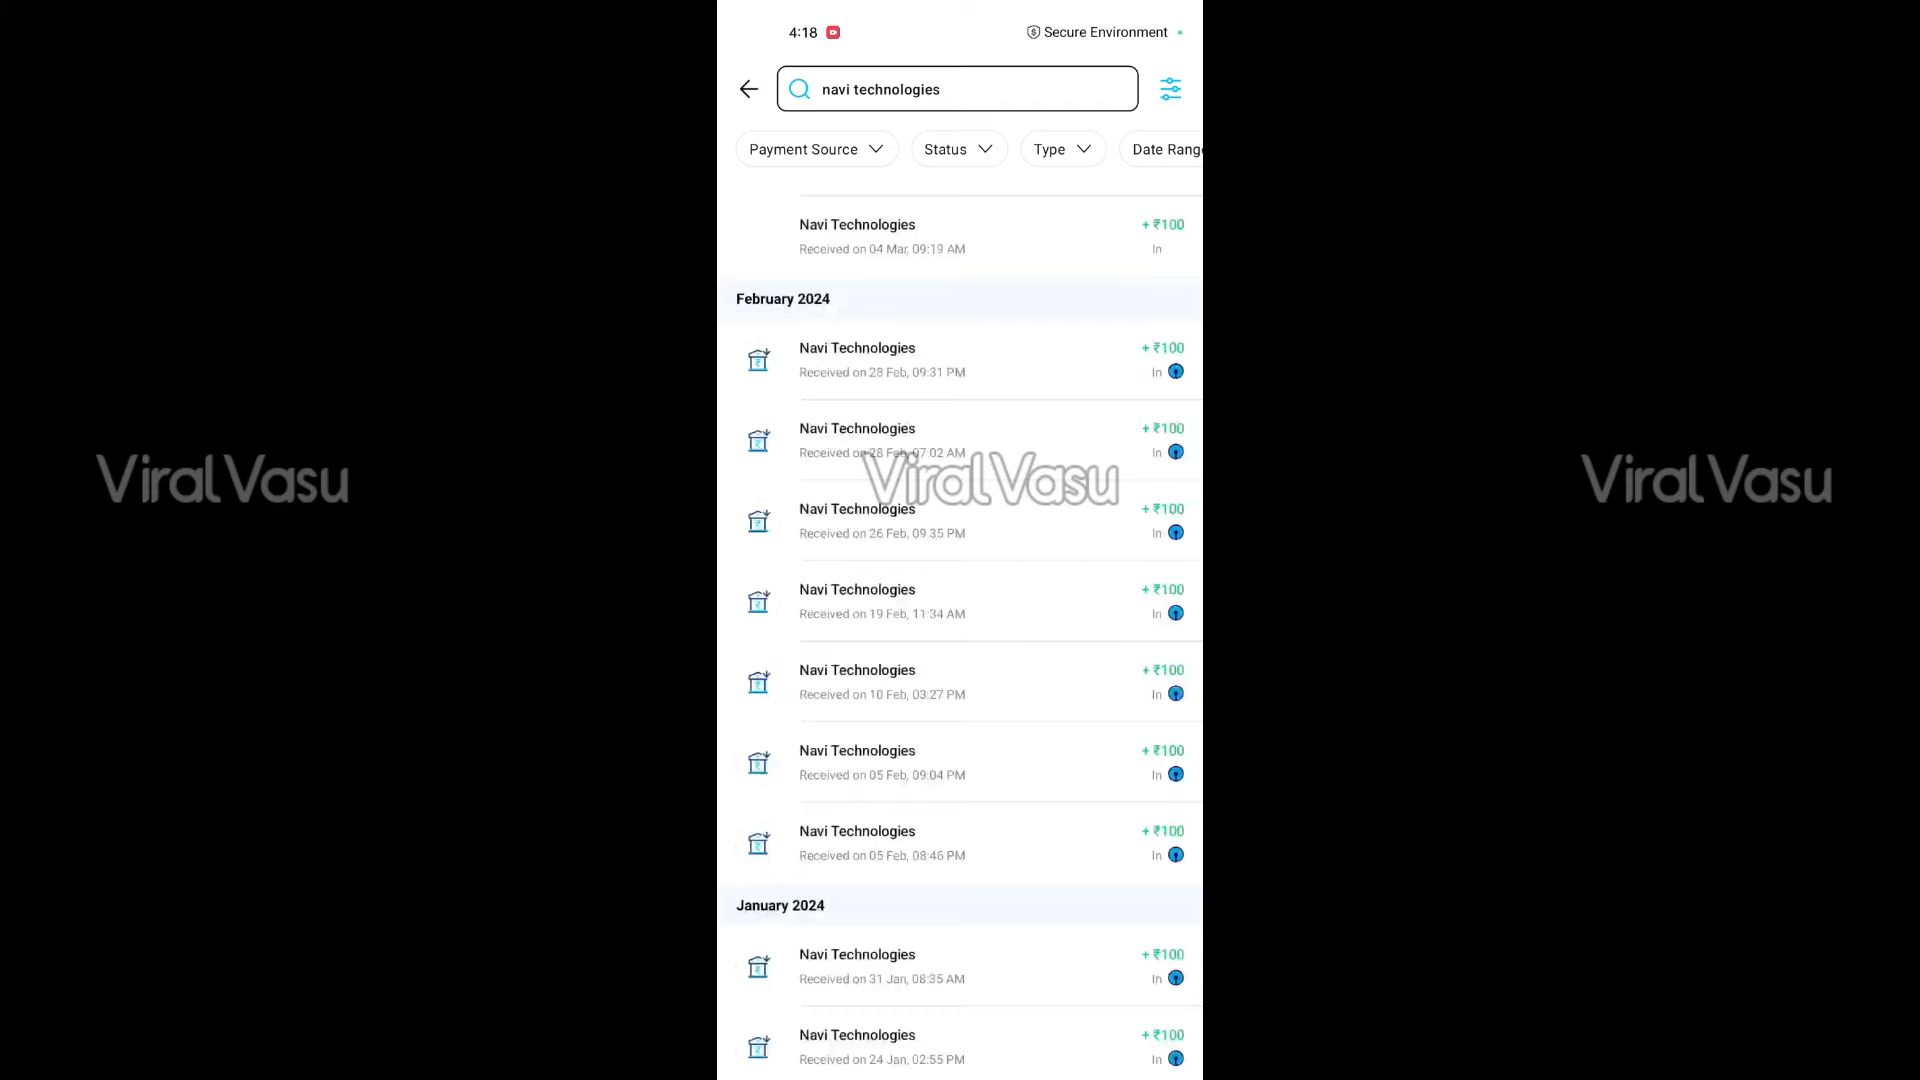 4:18
Secure Environment
navi technologies
Payment Source
Status
Type
Date Rang
Navi Technologies
+ ₹100
Received on 04 Mar, 09:19 AM
In
February 2024
Navi Technologies
+ ₹100
Received on 28 Feb, 09:31 PM
In
Navi Technologies
+ ₹100
Received on 28 Feb, 07:02 AM
In
Viral Vasu
Viral Vasu
Viral Vasu
Navi Technologies
+ ₹100
Received on 26 Feb, 09:35 PM
In
Navi Technologies
+ ₹100
Received on 19 Feb, 11:34 AM
In
Navi Technologies
+ ₹100
Received on 10 Feb, 03:27 PM
In
Navi Technologies
+ ₹100
Received on 05 Feb, 09:04 PM
In
Navi Technologies
+ ₹100
Received on 05 Feb, 08:46 PM
In
January 2024
Navi Technologies
+ ₹100
Received on 31 Jan, 08:35 AM
In
Navi Technologies
+ ₹100
Received on 24 Jan, 02:55 PM
In